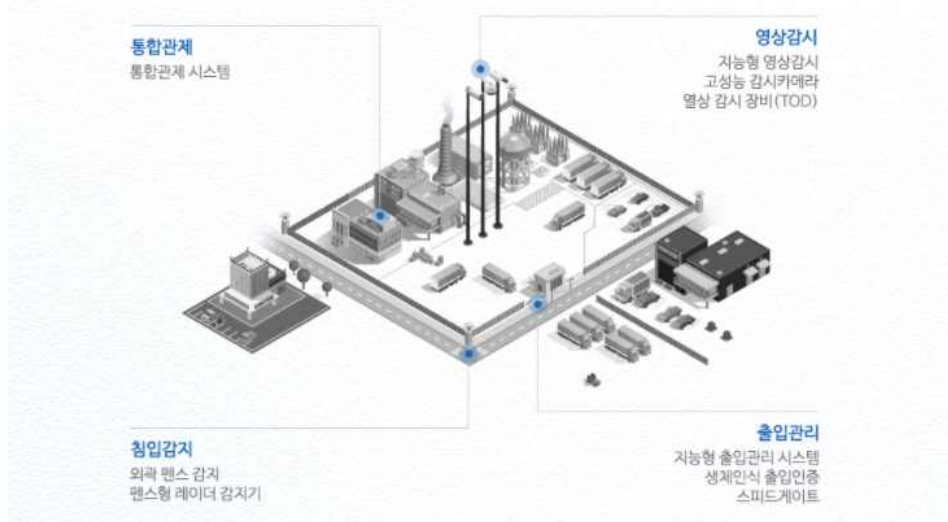 통합관제
통합관제 시스템
영상감시
지능형 영상감시
고성능 감시카메라
열상 감시 장비(TOD)
침입감지
외곽 펜스 감지
펜스형 레이더 감지기
출입관리
지능형 출입관리 시스템
생체인식 출입인증
스피드게이트